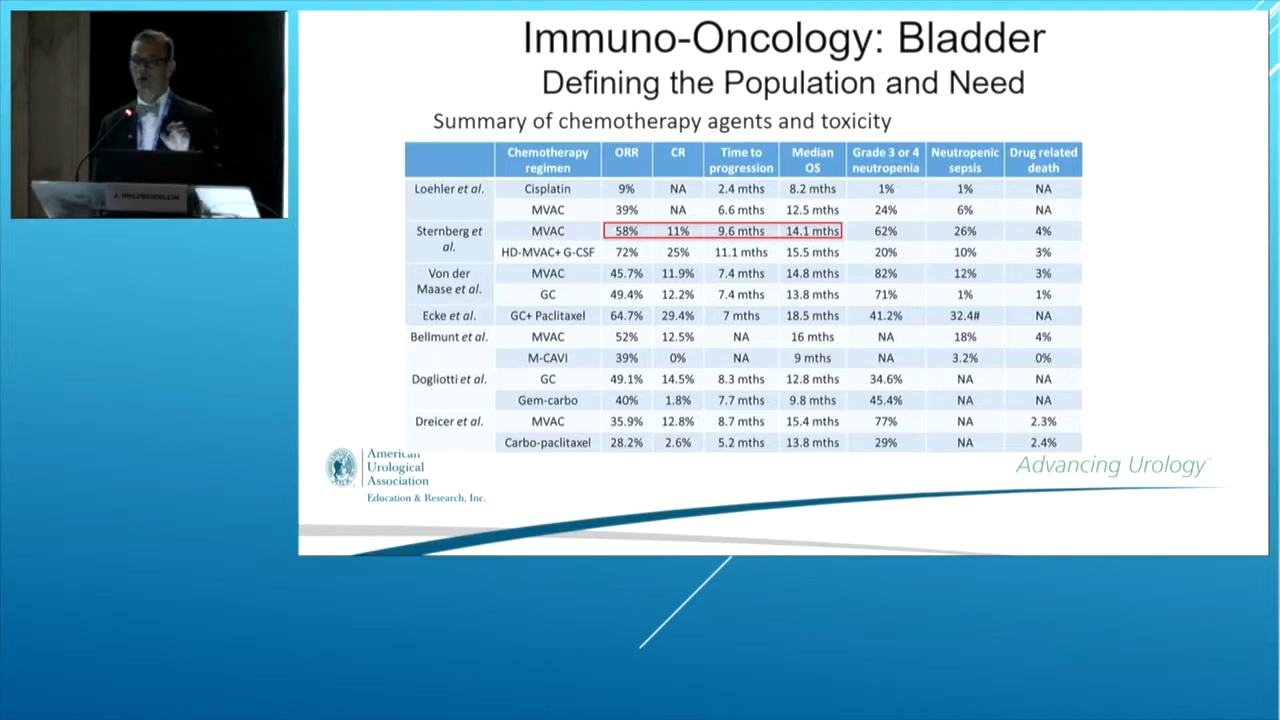 Immuno-Oncology: Bladder
Defining the Population and Need
Summary of chemotherapy agents and toxicity
Chemotherapy regimen ORR CR Time to progression Median OS Grade 3 or 4 neutropenia Neutropenic sepsis Drug related death
Loehler et al. Cisplatin 9% NA 2.4 mths 8.2 mths 1% 1% NA
MVAC 39% NA 6.6 mths 12.5 mths 24% 6% NA
Sternberg et al. MVAC 58% 11% 9.6 mths 14.1 mths 62% 26% 4%
HD-MVAC+ G-CSF 72% 25% 11.1 mths 15.5 mths 20% 10% 3%
Von der Maase et al. MVAC 45.7% 11.9% 7.4 mths 14.8 mths 82% 12% 3%
GC 49.4% 12.2% 7.4 mths 13.8 mths 71% 1% 1%
Ecke et al. GC+ Paclitaxel 64.7% 29.4% 7 mths 18.5 mths 41.2% 32.4# NA
Bellmunt et al. MVAC 52% 12.5% NA 16 mths NA 18% 4%
M-CAVI 39% 0% NA 9 mths NA 3.2% 0%
Dogliotti et al. GC 49.1% 14.5% 8.3 mths 12.8 mths 34.6% NA NA
Gem-carbo 40% 1.8% 7.7 mths 9.8 mths 45.4% NA NA
Dreicer et al. MVAC 35.9% 12.8% 8.7 mths 15.4 mths 77% NA 2.3%
Carbo-paclitaxel 28.2% 2.6% 5.2 mths 13.8 mths 29% NA 2.4%
American
Urological
Association
Education & Research, Inc.
Advancing Urology™
J. HOLZBEIERLEIN